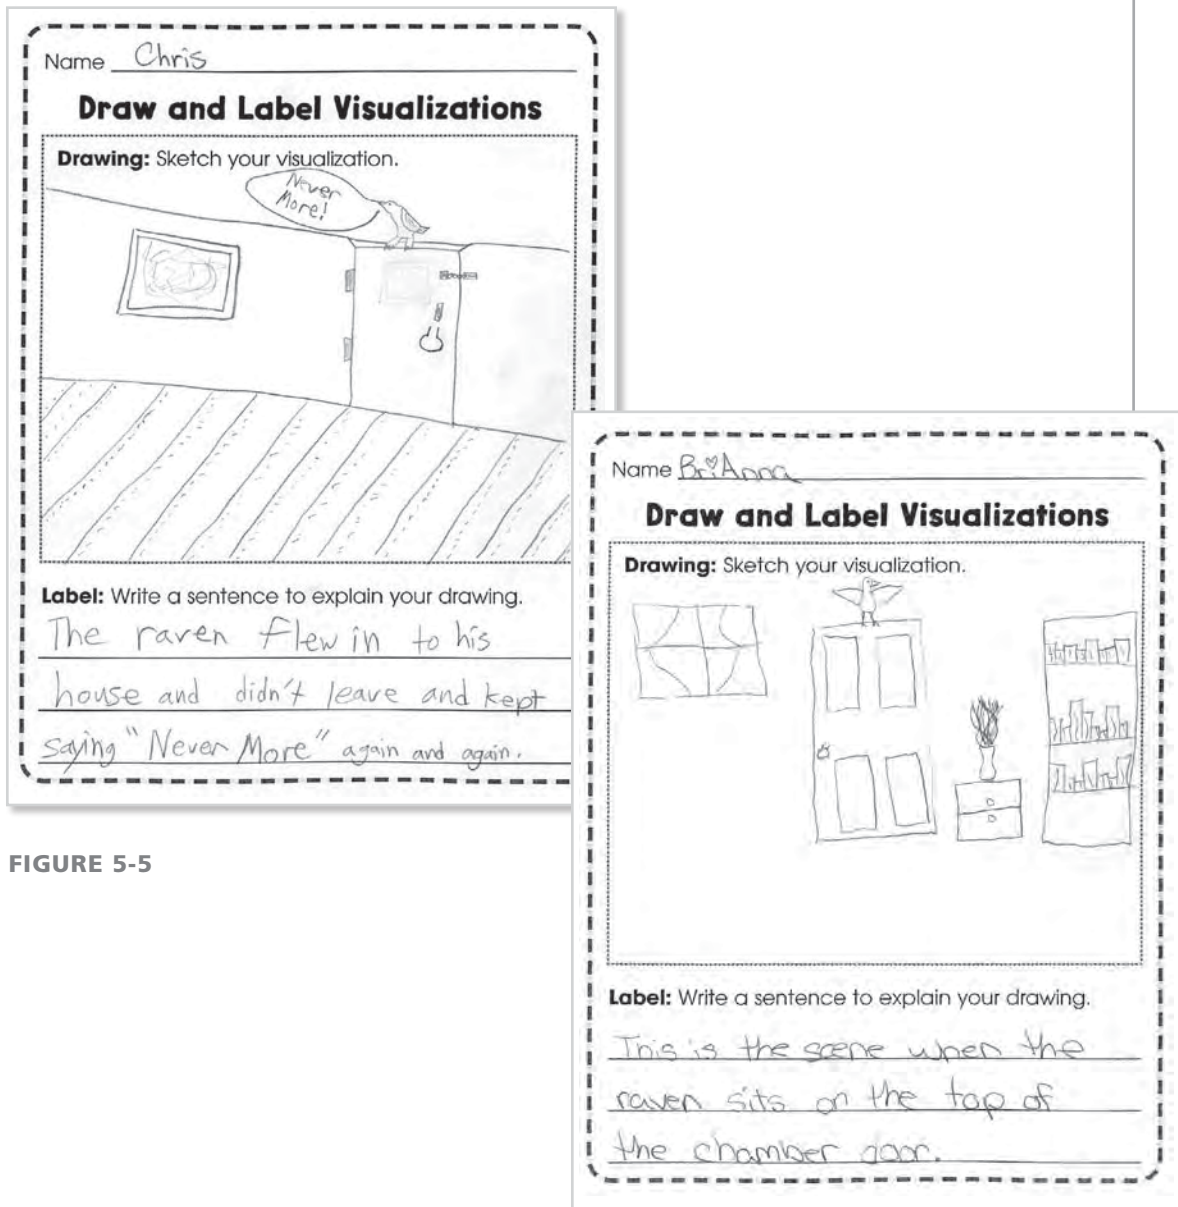 Name Chris
Draw and Label Visualizations
Drawing: Sketch your visualization.
Never
More!
Label: Write a sentence to explain your drawing.
The raven flew in to his
house and didn't leave and kept
saying "Never More" again and again.
FIGURE 5-5
Name BriAnna
Draw and Label Visualizations
Drawing: Sketch your visualization.
Label: Write a sentence to explain your drawing.
This is the scene when the
raven sits on the top of
the chamber door.